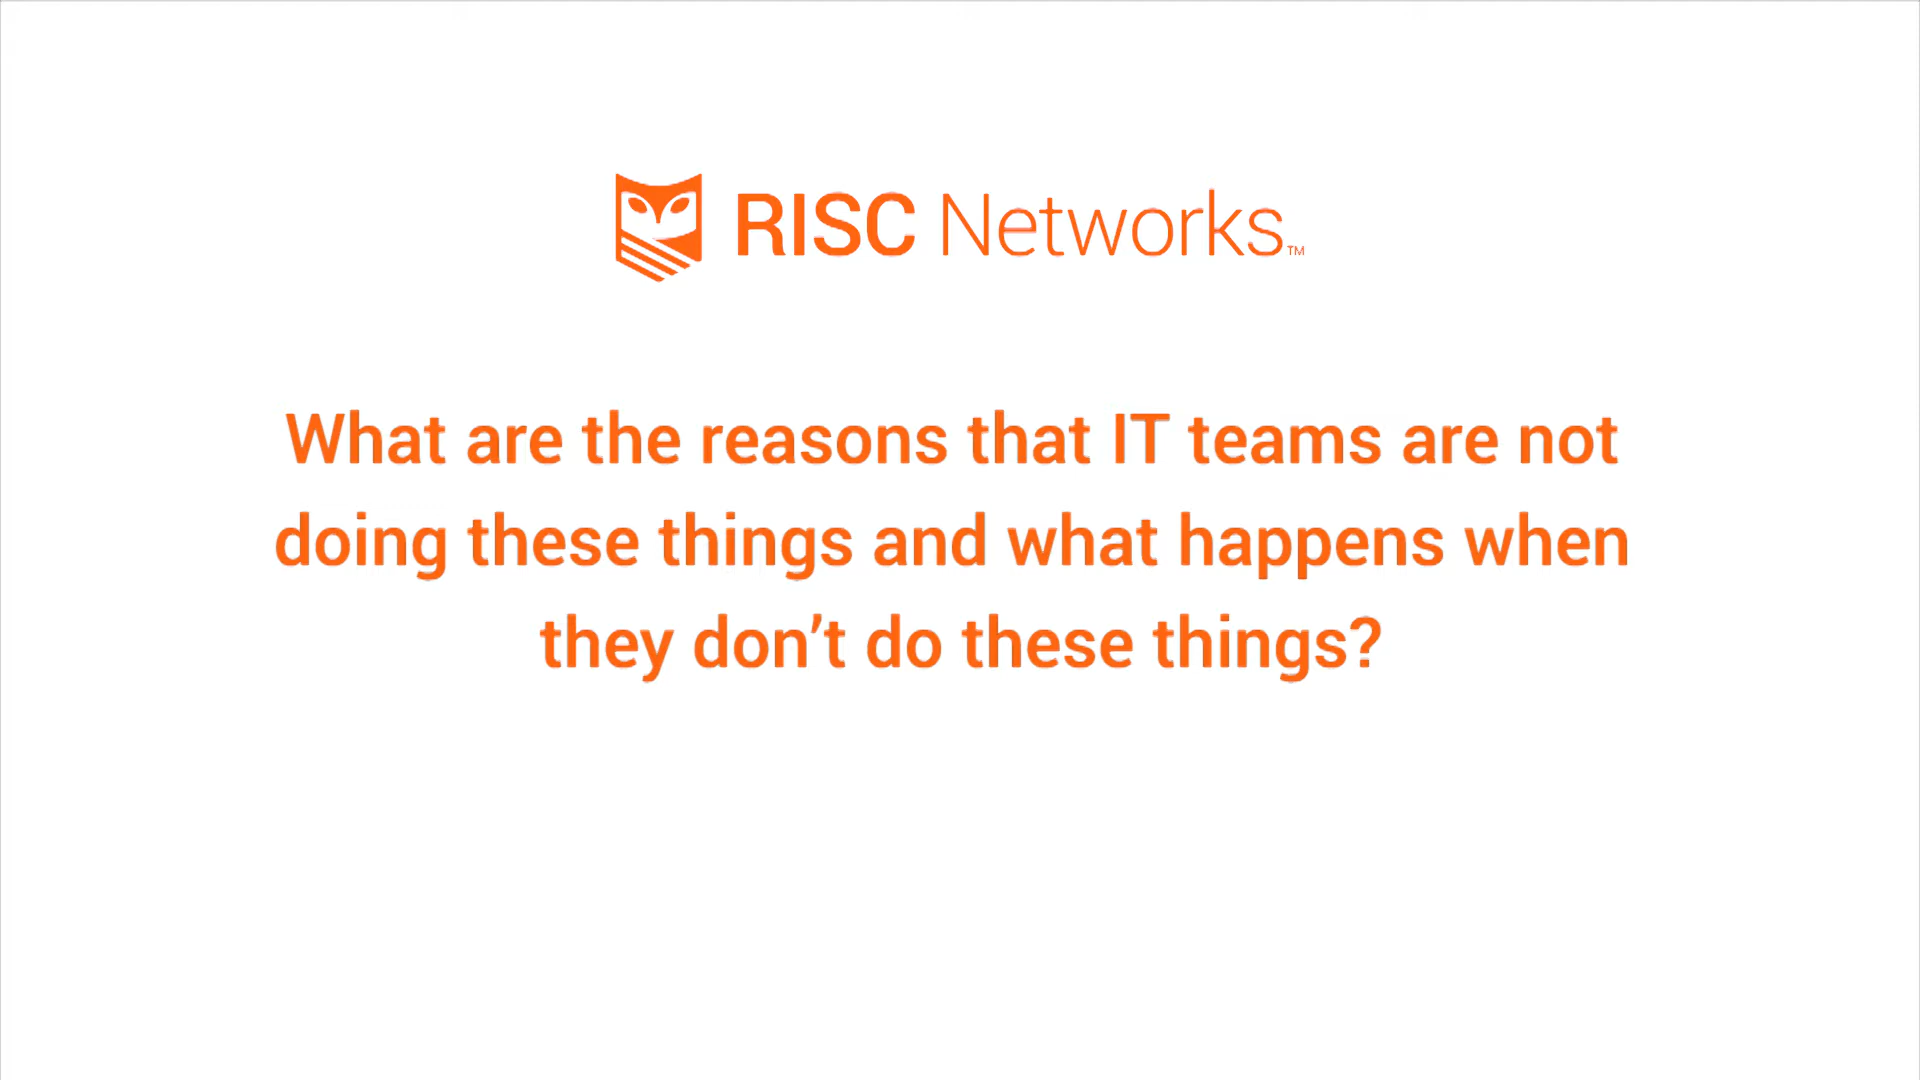 RISC Networks™
What are the reasons that IT teams are not
doing these things and what happens when
they don’t do these things?